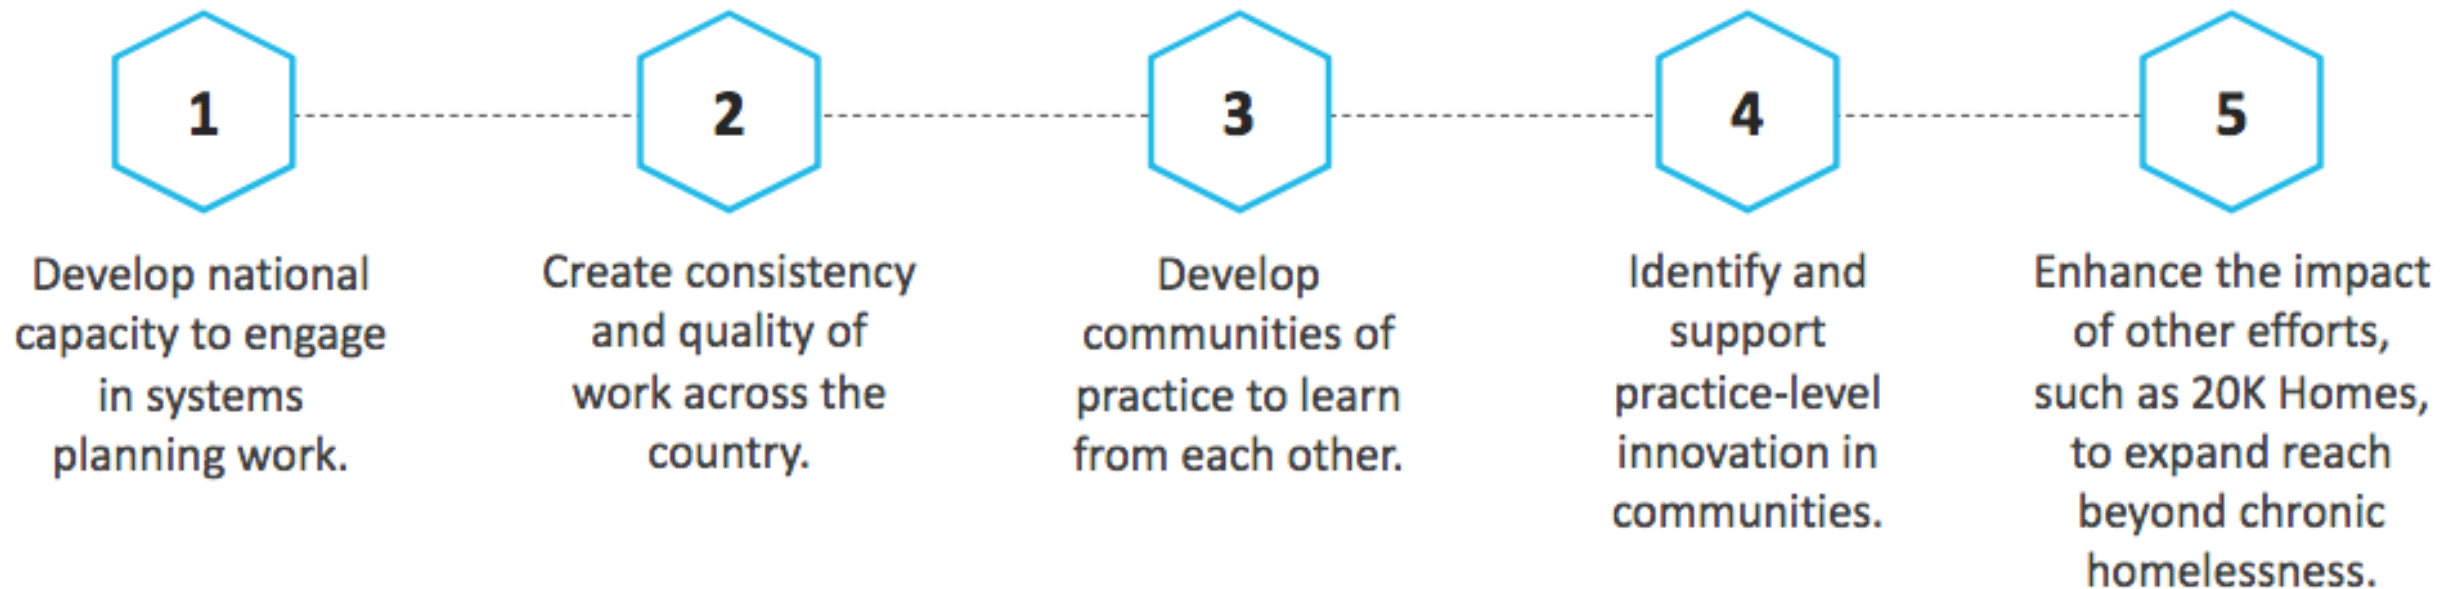 1
Develop national
capacity to engage
in systems
planning work.
2
Create consistency
and quality of
work across the
country.
3
Develop
communities of
practice to learn
from each other.
4
Identify and
support
practice-level
innovation in
communities.
5
Enhance the impact
of other efforts,
such as 20K Homes,
to expand reach
beyond chronic
homelessness.